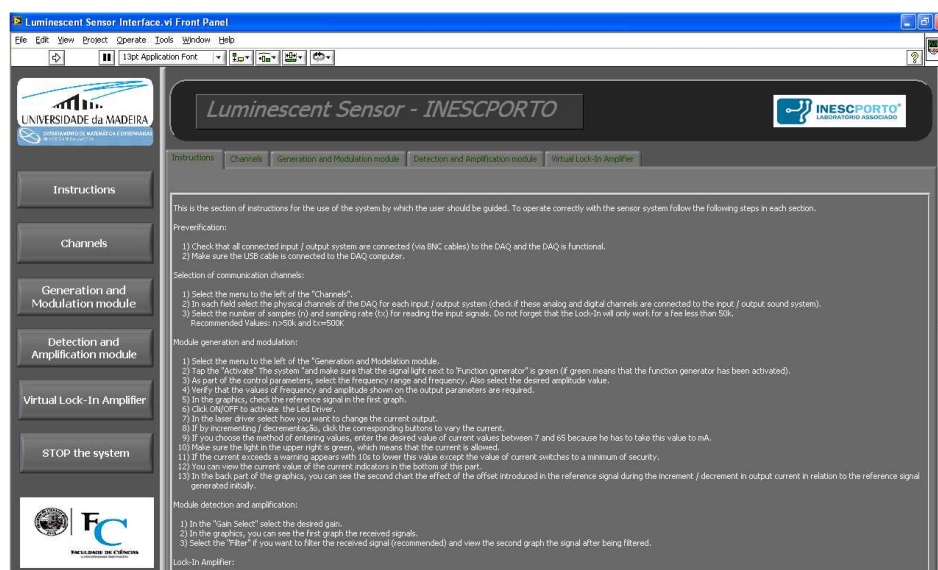 Luminescent Sensor Interface.vi Front Panel
File Edit View Project Operate Tools Window Help
13pt Application Font
UNIVERSIDADE da MADEIRA
Luminescent Sensor - INESCPORTO
INESCPORTO
LABORATÓRIO ASSOCIADO
Instructions Channels Generation and Modulation module Detection and Amplification module Virtual Lock-In Amplifier
Instructions
Channels
Generation and
Modulation module
Detection and
Amplification module
Virtual Lock-In Amplifier
STOP the system
FC
FACULDADE DE CIÊNCIAS
This is the section of instructions for the use of the system by which the user should be guided. To operate correctly with the sensor system follow the following steps in each section.
Preverification:
1) Check that all connected input / output system are connected (via BNC cables) to the DAQ and the DAQ is functional.
2) Make sure the USB cable is connected to the DAQ computer.
Selection of communication channels:
1) Select the menu to the left of the "Channels".
2) In each field select the physical channels of the DAQ for each input / output system (check if these analog and digital channels are connected to the input / output sound system).
3) Select the number of samples (n) and sampling rate (tx) for reading the input signals. Do not forget that the Lock-In will only work for a fee less than 50k.
Recommended Values: n>50k and tx=500K
Module generation and modulation:
1) Select the menu to the left of the "Generation and Modelation module.
2) Tap the "Activate" The system "and make sure that the signal light next to 'Function generator" is green (if green means that the function generator has been activated).
3) As part of the control parameters, select the frequency range and frequency. Also select the desired amplitude value.
4) Verify that the values of frequency and amplitude shown on the output parameters are required.
5) In the graphics, check the reference signal in the first graph.
6) Click ON/OFF to activate the Led Driver.
7) In the laser driver select how you want to change the current output.
8) If by incrementing / decrementação, click the corresponding buttons to vary the current.
9) If you choose the method of entering values, enter the desired value of current values between 7 and 65 because he has to take this value to mA.
10) Make sure the light in the upper right is green, which means that the current is allowed.
11) If the current exceeds a warning appears with 10s to lower this value except the value of current switches to a minimum of security.
12) You can view the current value of the current indicators in the bottom of this part.
13) In the back part of the graphics, you can see the second chart the effect of the offset introduced in the reference signal during the increment / decrement in output current in relation to the reference signal
generated initially.
Module detection and amplification:
1) In the "Gain Select" select the desired gain.
2) In the graphics, you can see the first graph the received signals.
3) Select the "Filter" if you want to filter the received signal (recommended) and view the second graph the signal after being filtered.
Lock-In Amplifier: